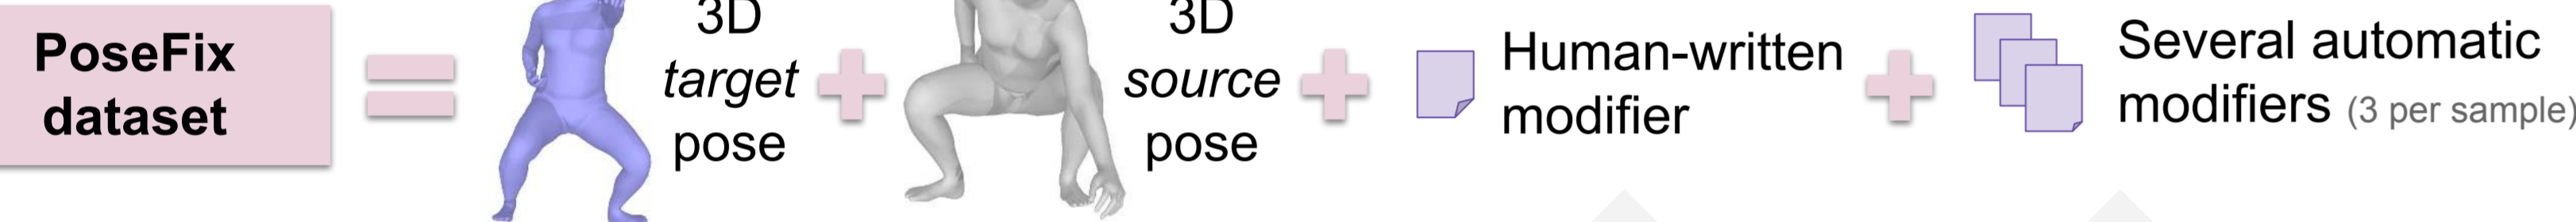 PoseFix
dataset
3D
target
pose
3D
source
pose
Human-written
modifier
Several automatic
modifiers (3 per sample)